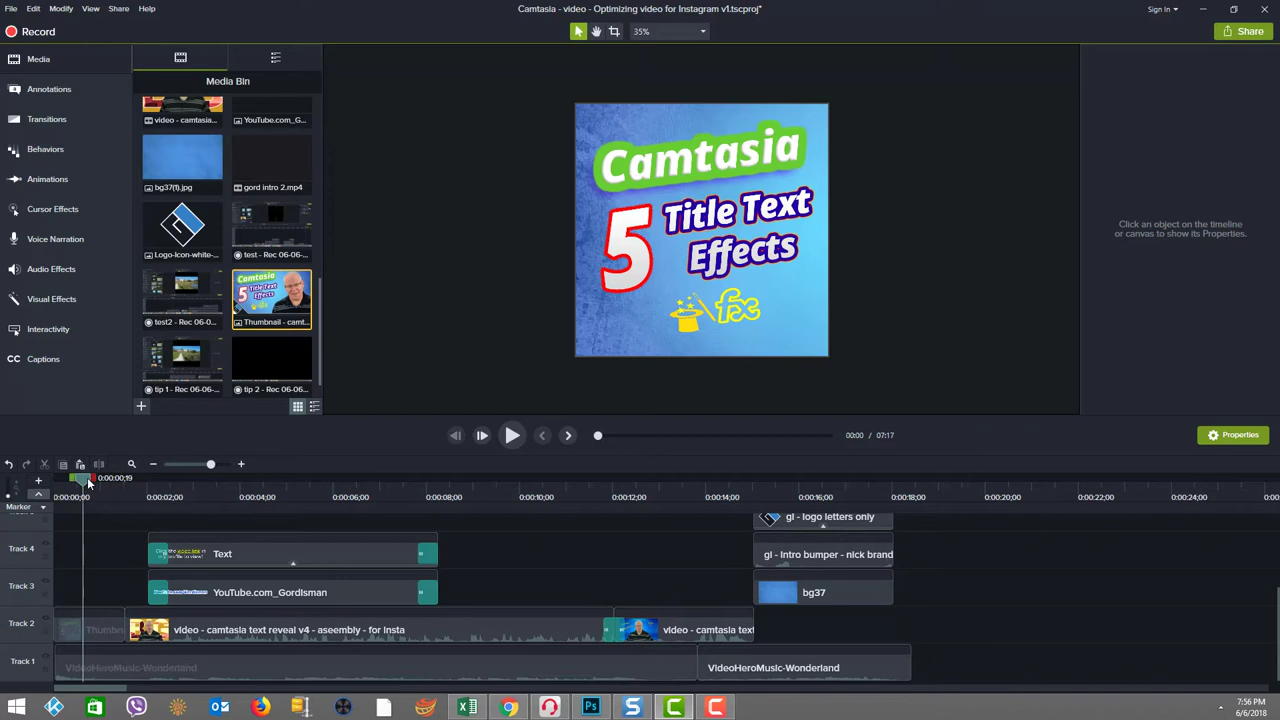 File Edit Modify View Share Help
Camtasia - video - Optimizing video for Instagram v1.tscproj*
Sign In
Record
35%
Share
Media
Annotations
Transitions
Behaviors
Animations
Cursor Effects
Voice Narration
Audio Effects
Visual Effects
Interactivity
CC Captions
Media Bin
video - camtasia...
YouTube.com_G...
bg37(1).jpg
gord intro 2.mp4
Logo-Icon-white-...
test - Rec 06-06-...
test2 - Rec 06-0...
Thumbnail - camt...
tip 1 - Rec 06-06-...
tip 2 - Rec 06-06...
Camtasia
5 Title Text
Effects
fx
Click an object on the timeline
or canvas to show its Properties.
00:00 / 07:17
Properties
0:00:00;19
0:00:00;00 0:00:02;00 0:00:04;00 0:00:06;00 0:00:08;00 0:00:10;00 0:00:12;00 0:00:14;00 0:00:16;00 0:00:18;00 0:00:20;00 0:00:22;00 0:00:24;00 0:00:26;00
Marker
gl - logo letters only
Track 4
Text
gl - Intro bumper - nick brand
Track 3
YouTube.com_GordIsman
bg37
Track 2
Thumbn
video - camtasia text reveal v4 - aseembly - for insta
video - camtasia text
Track 1
VideoHeroMusic-Wonderland
VideoHeroMusic-Wonderland
7:56 PM
6/6/2018